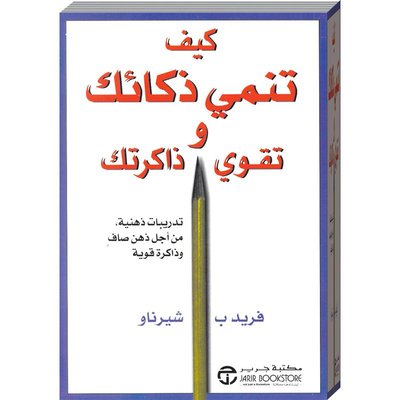 كيف
تنمي ذكائك
و
تقوي ذاكرتك
تدريبات ذهنية.
من أجل ذهن صافٍ
وذاكرة قوية
فريد ب شيرناو
مكتبة جرير
JARIR BOOKSTORE